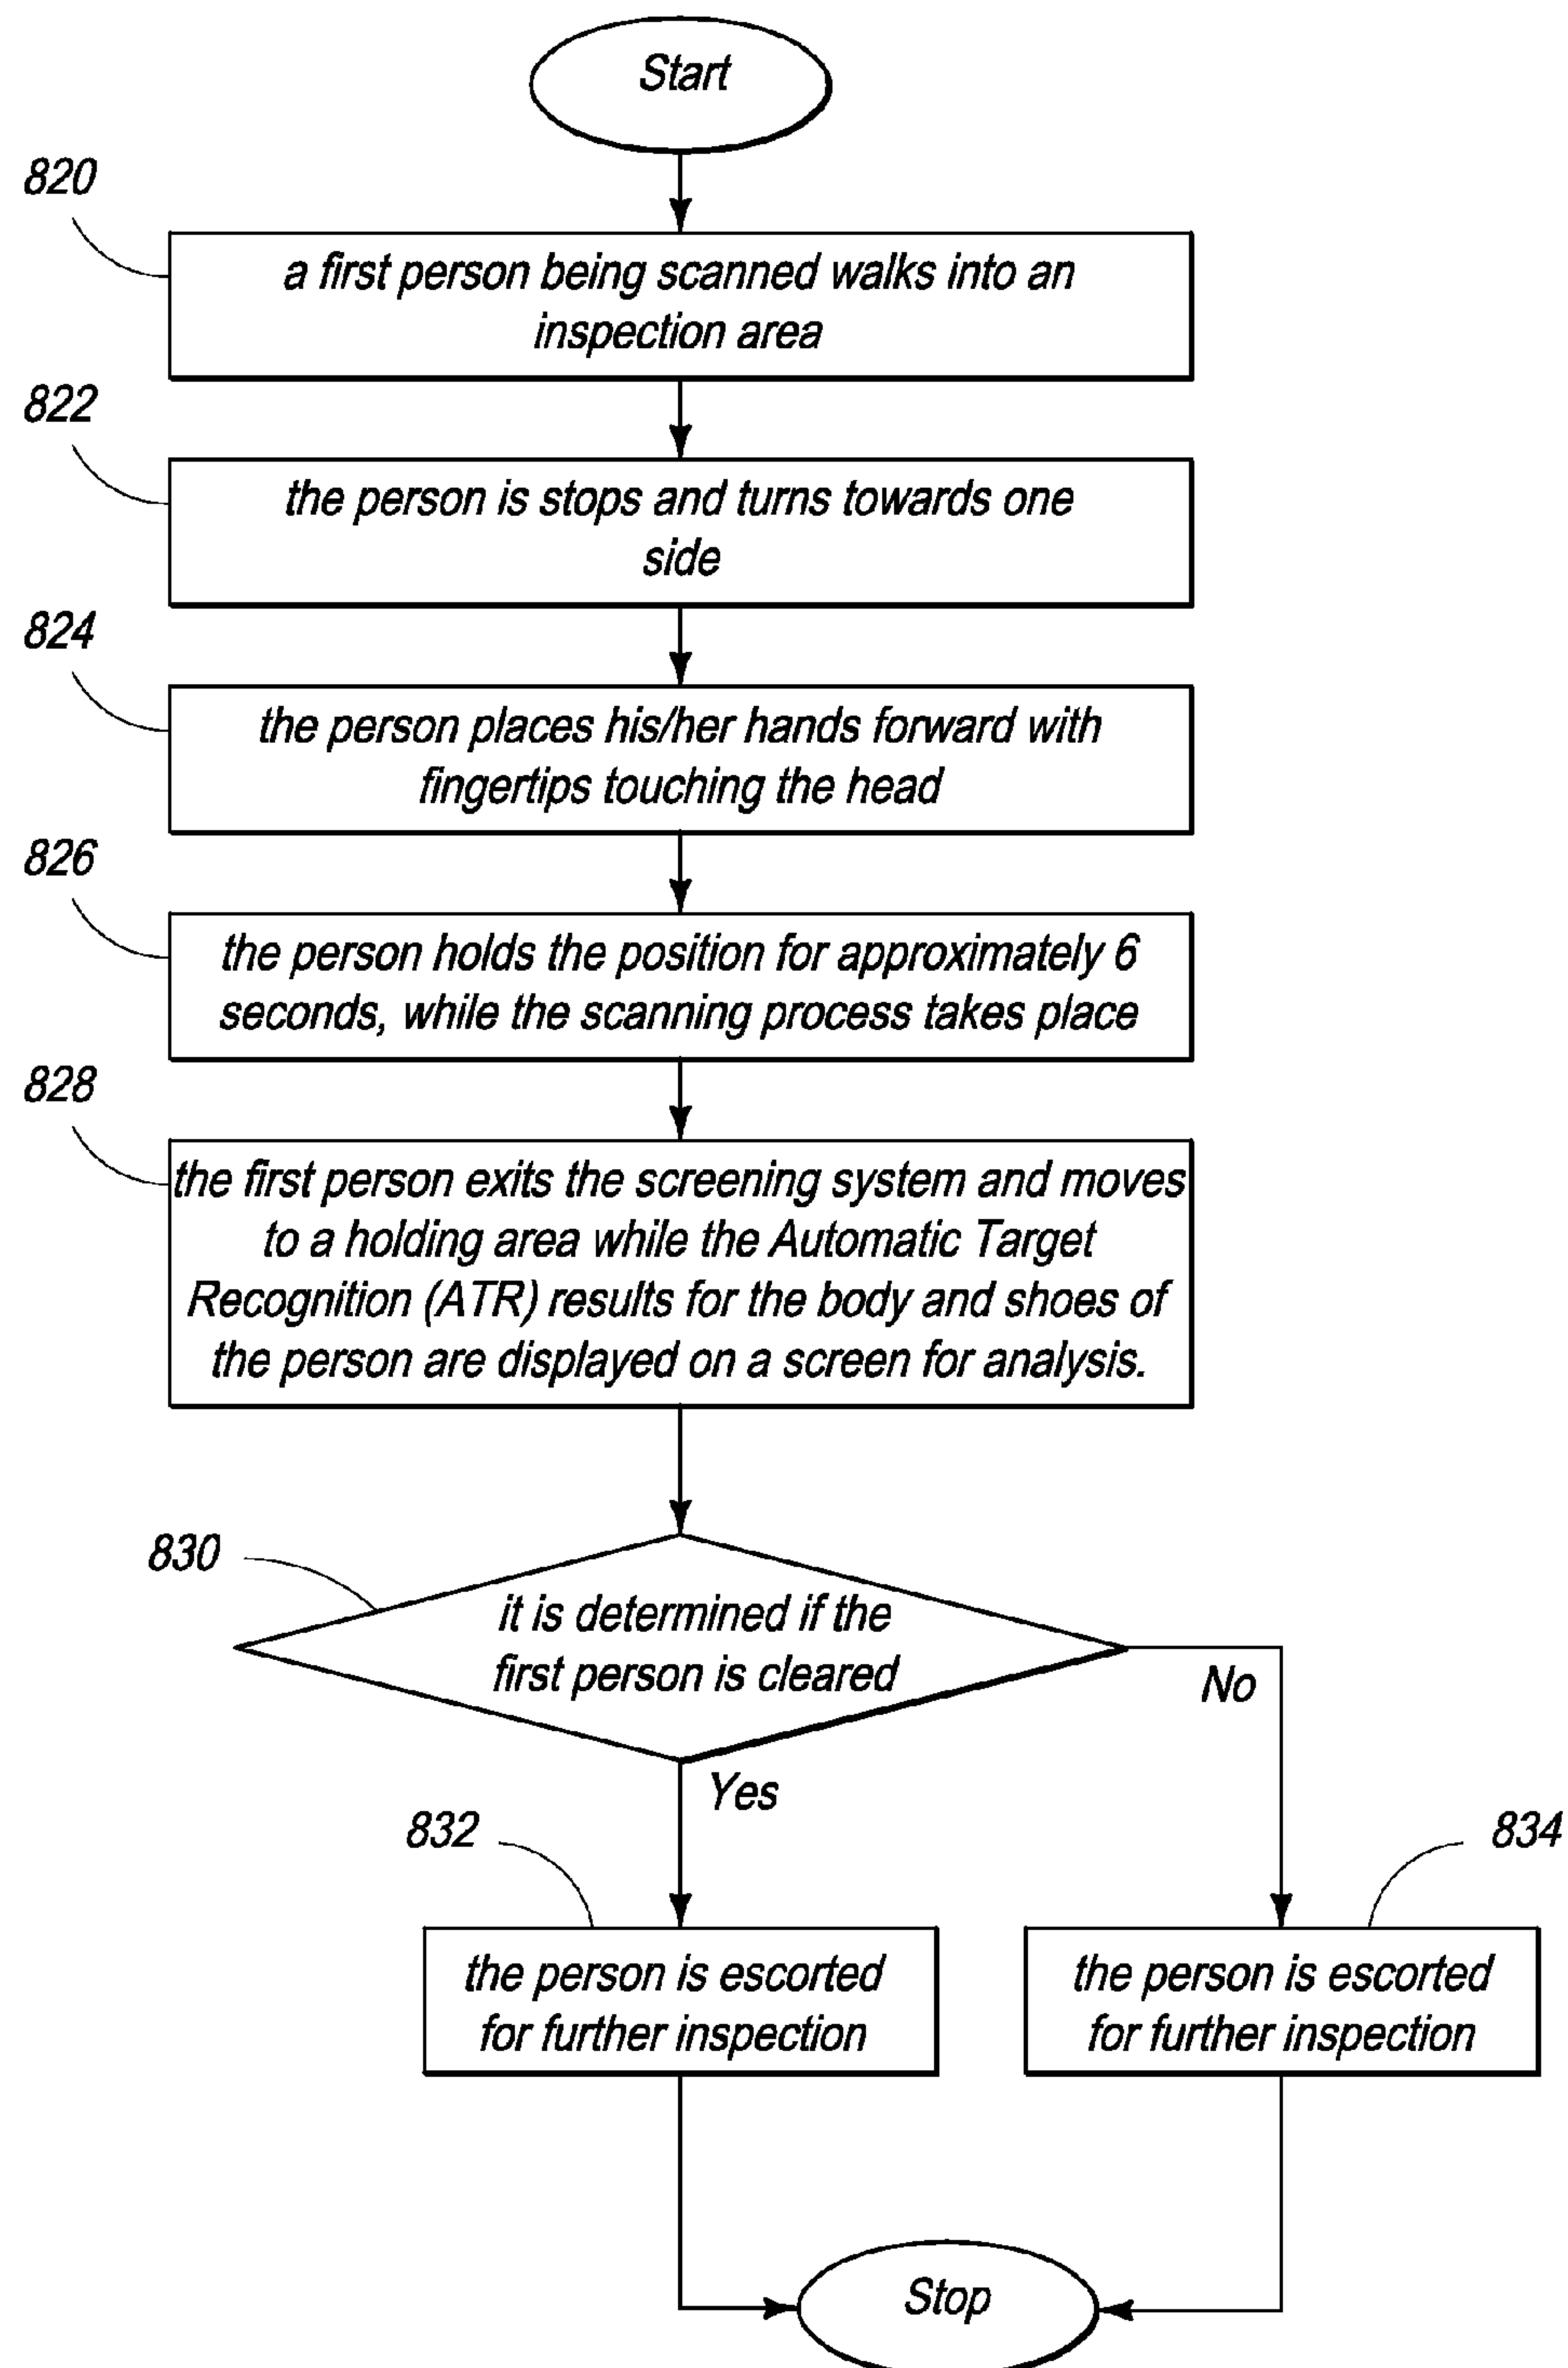 Start
820
a first person being scanned walks into an
inspection area
822
the person is stops and turns towards one
side
824
the person places his/her hands forward with
fingertips touching the head
826
the person holds the position for approximately 6
seconds, while the scanning process takes place
828
the first person exits the screening system and moves
to a holding area while the Automatic Target
Recognition (ATR) results for the body and shoes of
the person are displayed on a screen for analysis.
830
it is determined if the
first person is cleared
No
Yes
832
834
the person is escorted
for further inspection
the person is escorted
for further inspection
Stop